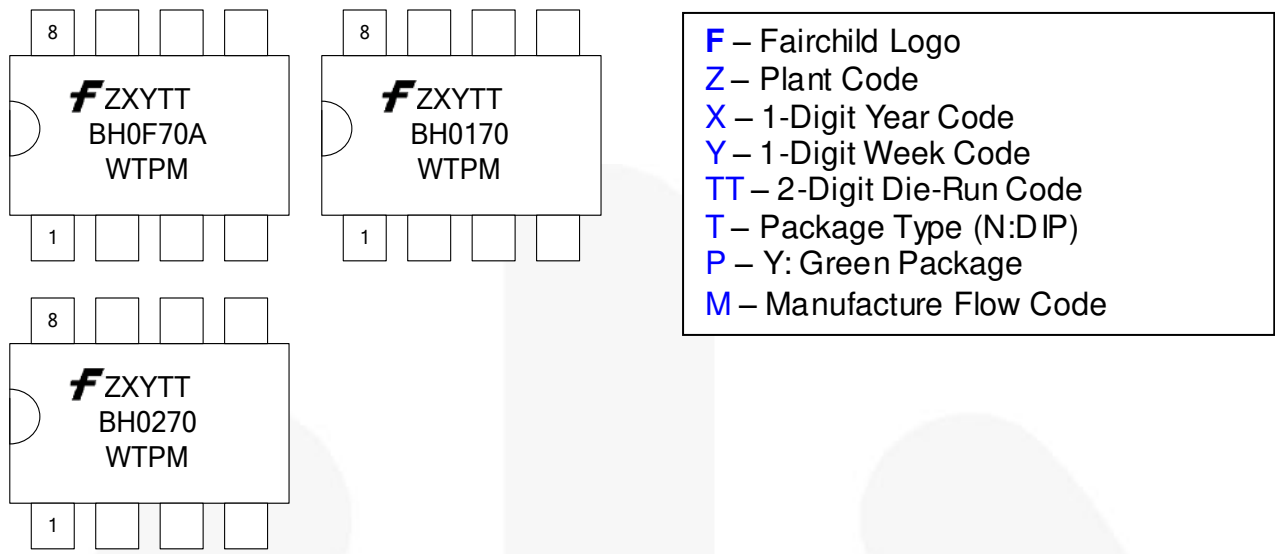 8
F ZXYTT
BH0F70A
WTPM
1
8
F ZXYTT
BH0170
WTPM
1
8
F ZXYTT
BH0270
WTPM
1
F – Fairchild Logo
Z – Plant Code
X – 1-Digit Year Code
Y – 1-Digit Week Code
TT – 2-Digit Die-Run Code
T – Package Type (N:DIP)
P – Y: Green Package
M – Manufacture Flow Code